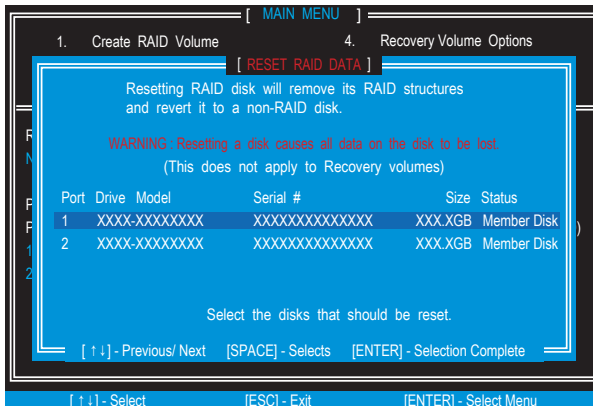 [ MAIN MENU ]
1. Create RAID Volume 4. Recovery Volume Options
[ RESET RAID DATA ]
Resetting RAID disk will remove its RAID structures
and revert it to a non-RAID disk.
WARNING : Resetting a disk causes all data on the disk to be lost.
(This does not apply to Recovery volumes)
Port Drive Model Serial # Size Status
1 XXXX-XXXXXXXX XXXXXXXXXXXXXX XXX.XGB Member Disk
2 XXXX-XXXXXXXX XXXXXXXXXXXXXX XXX.XGB Member Disk
)
1
2
Select the disks that should be reset.
[ ↑↓] - Previous/ Next [SPACE] - Selects [ENTER] - Selection Complete
[ ↑↓] - Select [ESC] - Exit [ENTER] - Select Menu